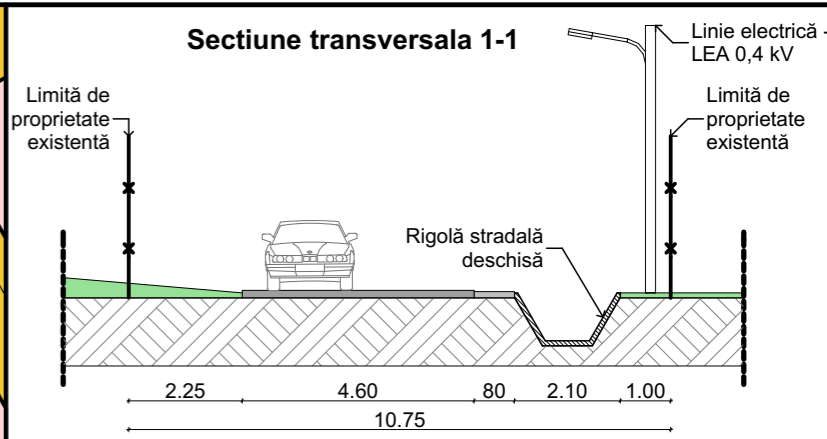 Sectiune transversala 1-1
Linie electrică -
LEA 0,4 kV
Limită de
proprietate
existentă
Limită de
proprietate
existentă
Rigolă stradală
deschisă
2.25
4.60
80
2.10
1.00
10.75